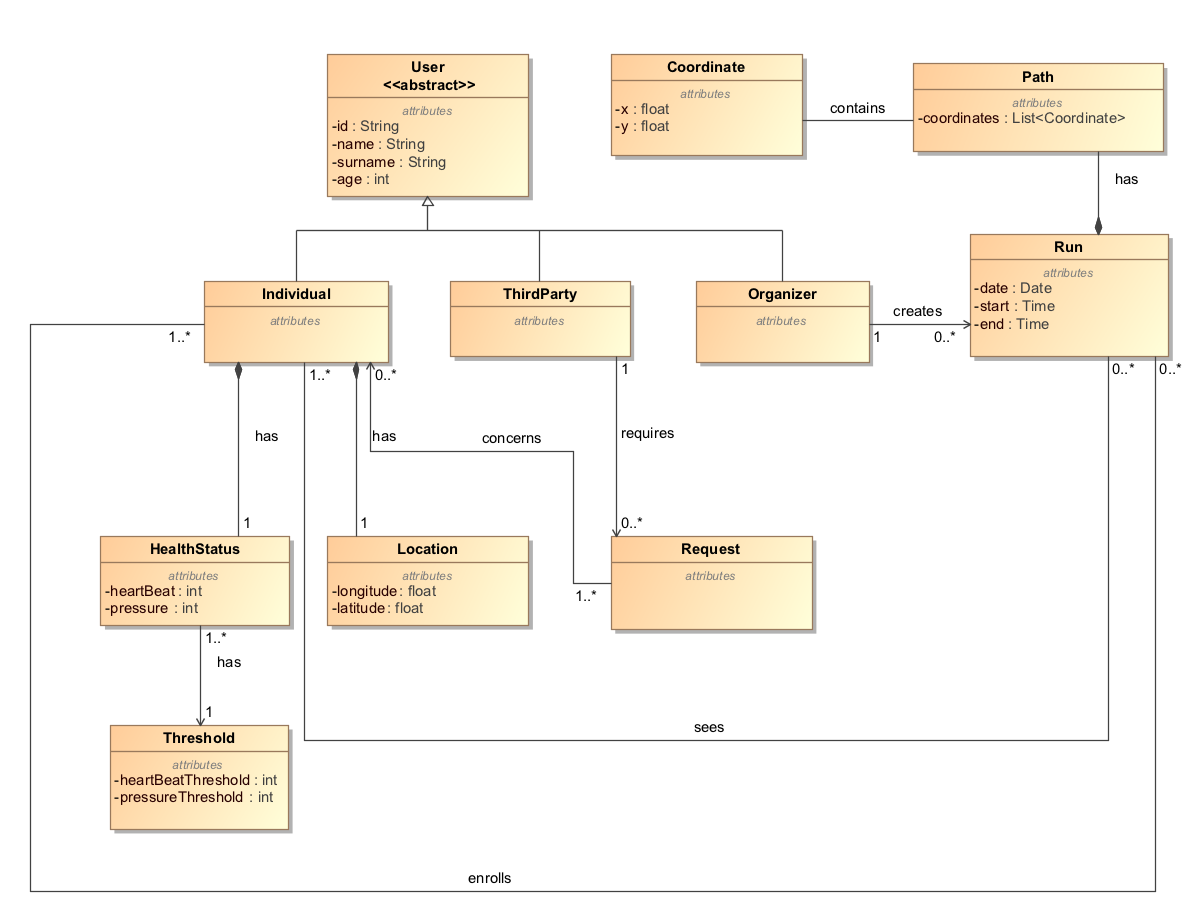 User
<<abstract>>
attributes
-id : String
-name : String
-surname : String
-age : int
Coordinate
attributes
-x : float
-y : float
contains
Path
attributes
-coordinates : List<Coordinate>
has
Run
attributes
-date : Date
-start : Time
-end : Time
Individual
attributes
ThirdParty
attributes
Organizer
attributes
creates
1
0..*
1..*
1..*
0..*
1
0..*
0..*
has
has
concerns
requires
1
1
0..*
HealthStatus
attributes
-heartBeat : int
-pressure : int
Location
attributes
-longitude : float
-latitude : float
Request
attributes
1..*
1..*
has
1
Threshold
attributes
-heartBeatThreshold : int
-pressureThreshold : int
sees
enrolls